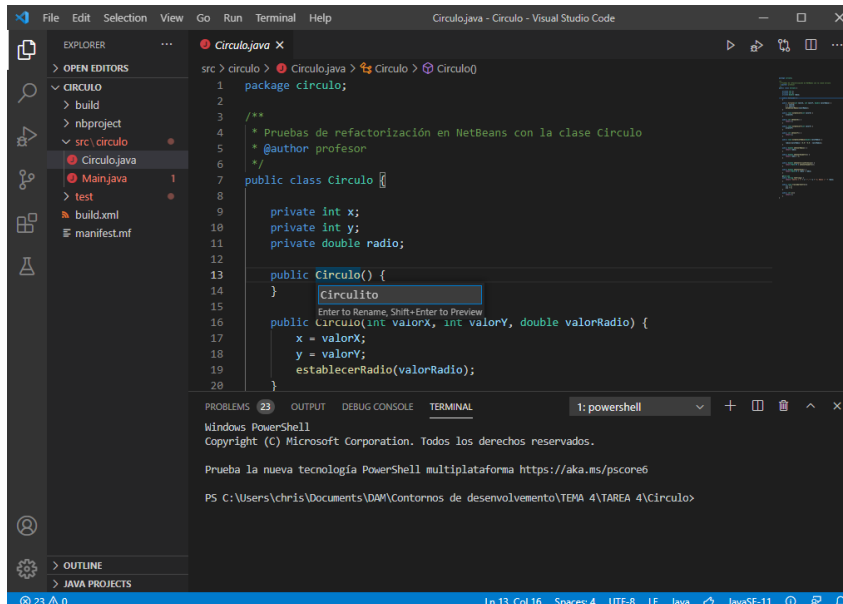 File Edit Selection View Go Run Terminal Help Circulo.java - Circulo - Visual Studio Code
EXPLORER
OPEN EDITORS
CIRCULO
build
nbproject
src\circulo
Circulo.java
Main.java 1
test
build.xml
manifest.mf
OUTLINE
JAVA PROJECTS
Circulo.java
src > circulo > Circulo.java > Circulo > Circulo()
1 package circulo;
2
3 /**
4 * Pruebas de refactorización en NetBeans con la clase Circulo
5 * @author profesor
6 */
7 public class Circulo {
8
9 private int x;
10 private int y;
11 private double radio;
12
13 public Circulo() {
14 }
Circulito
Enter to Rename, Shift+Enter to Preview
15
16 public Circulo(int valorX, int valorY, double valorRadio) {
17 x = valorX;
18 y = valorY;
19 establecerRadio(valorRadio);
20 }
PROBLEMS 23 OUTPUT DEBUG CONSOLE TERMINAL 1: powershell
Windows PowerShell
Copyright (C) Microsoft Corporation. Todos los derechos reservados.
Prueba la nueva tecnología PowerShell multiplataforma https://aka.ms/pscore6
PS C:\Users\chris\Documents\DAM\Contornos de desenvolvemento\TEMA 4\TAREA 4\Circulo>
23 0 Ln 13, Col 16 Spaces: 4 UTF-8 LF Java JavaSE-11